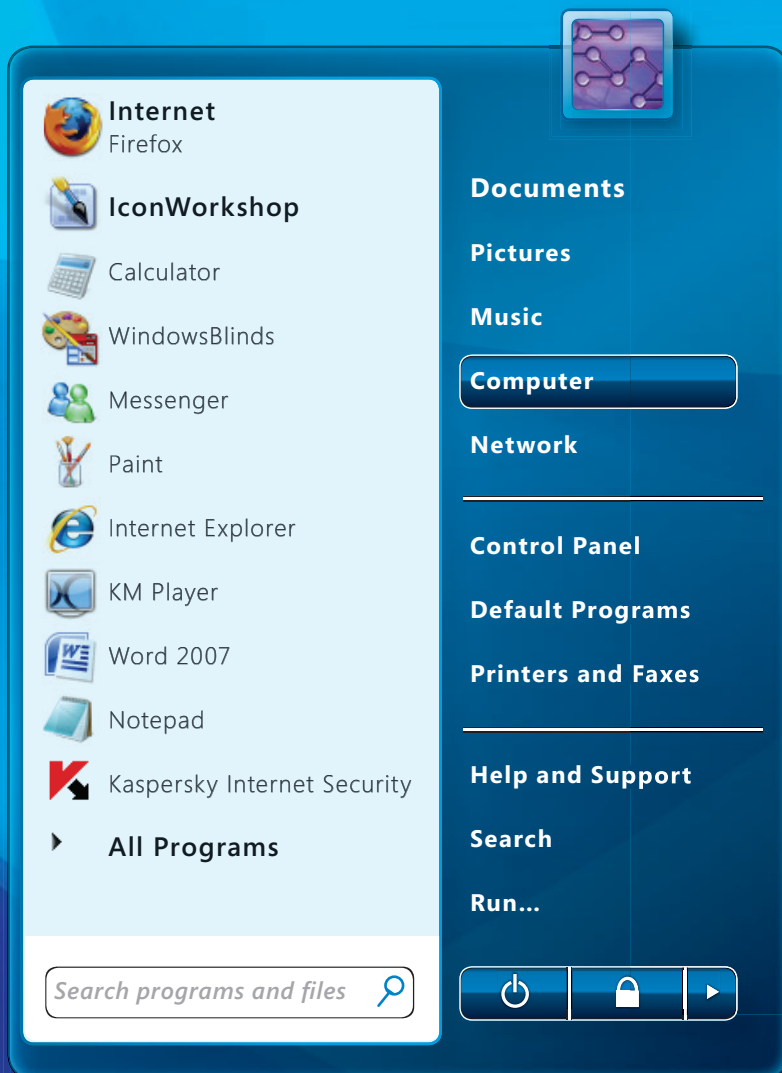 Internet
Firefox
IconWorkshop
Calculator
WindowsBlinds
Messenger
Paint
Internet Explorer
KM Player
Word 2007
Notepad
Kaspersky Internet Security
All Programs
Search programs and files
Documents
Pictures
Music
Computer
Network
Control Panel
Default Programs
Printers and Faxes
Help and Support
Search
Run...